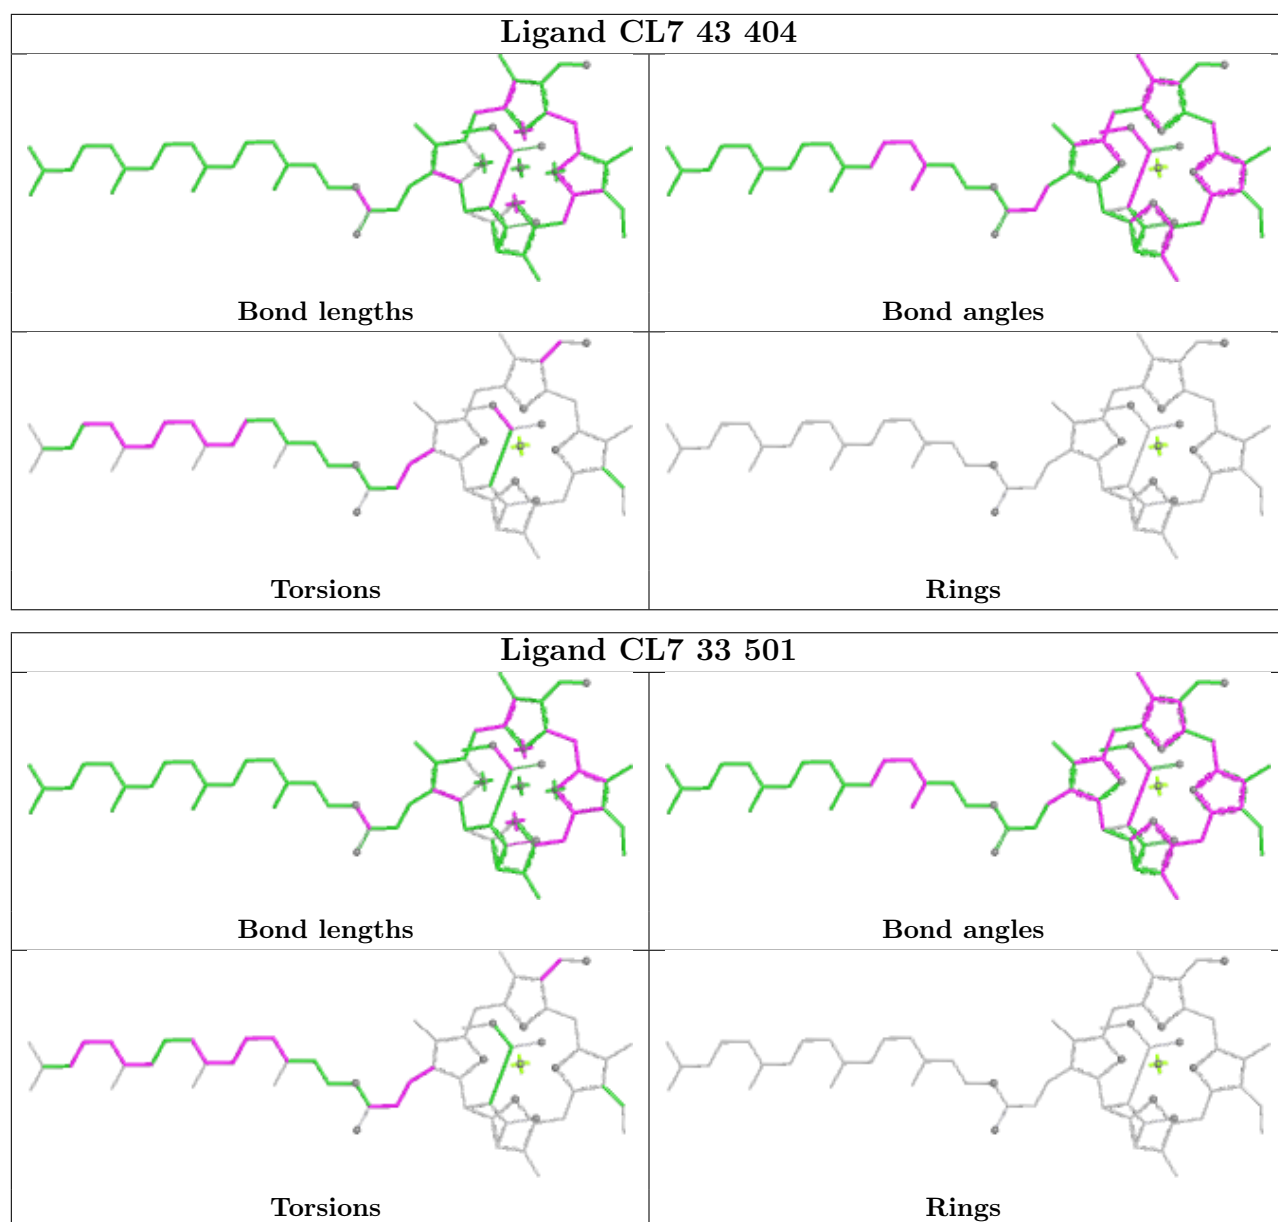 Ligand CL7 43 404
Bond lengths
Bond angles
Torsions
Rings
Ligand CL7 33 501
Bond lengths
Bond angles
Torsions
Rings